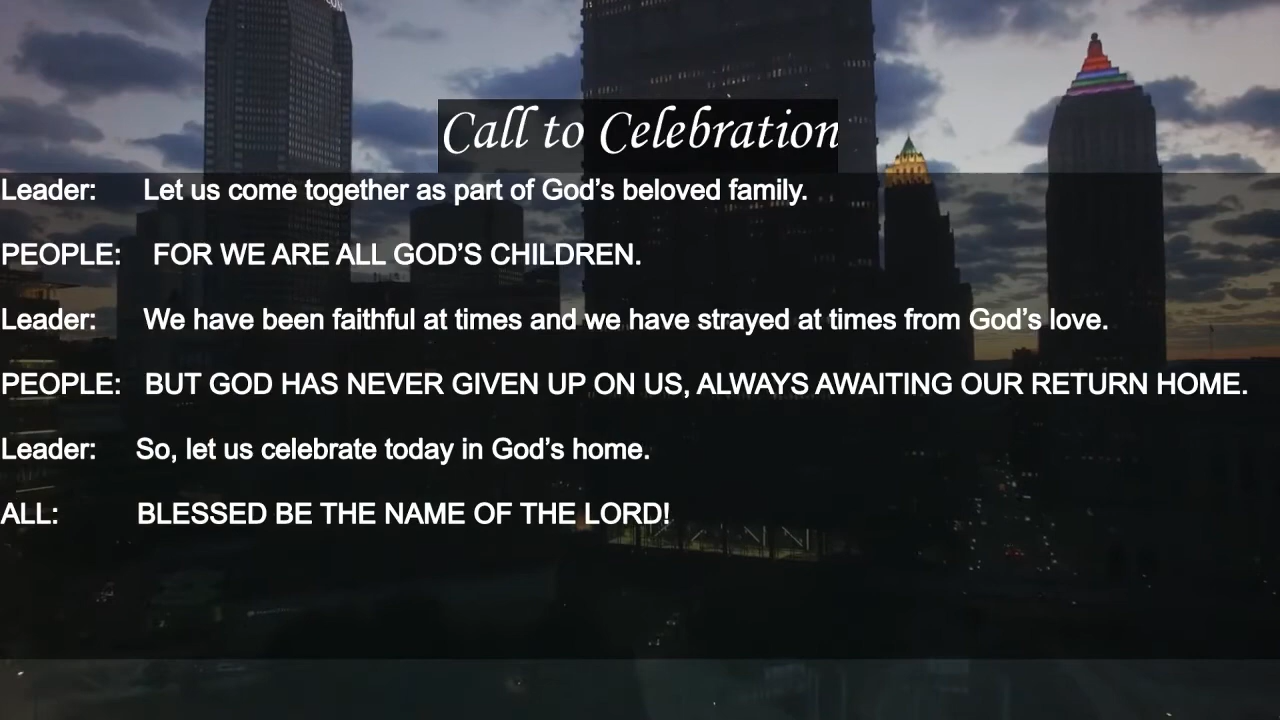 Call to Celebration
Leader: Let us come together as part of God’s beloved family.
PEOPLE: FOR WE ARE ALL GOD’S CHILDREN.
Leader: We have been faithful at times and we have strayed at times from God’s love.
PEOPLE: BUT GOD HAS NEVER GIVEN UP ON US, ALWAYS AWAITING OUR RETURN HOME.
Leader: So, let us celebrate today in God’s home.
ALL: BLESSED BE THE NAME OF THE LORD!